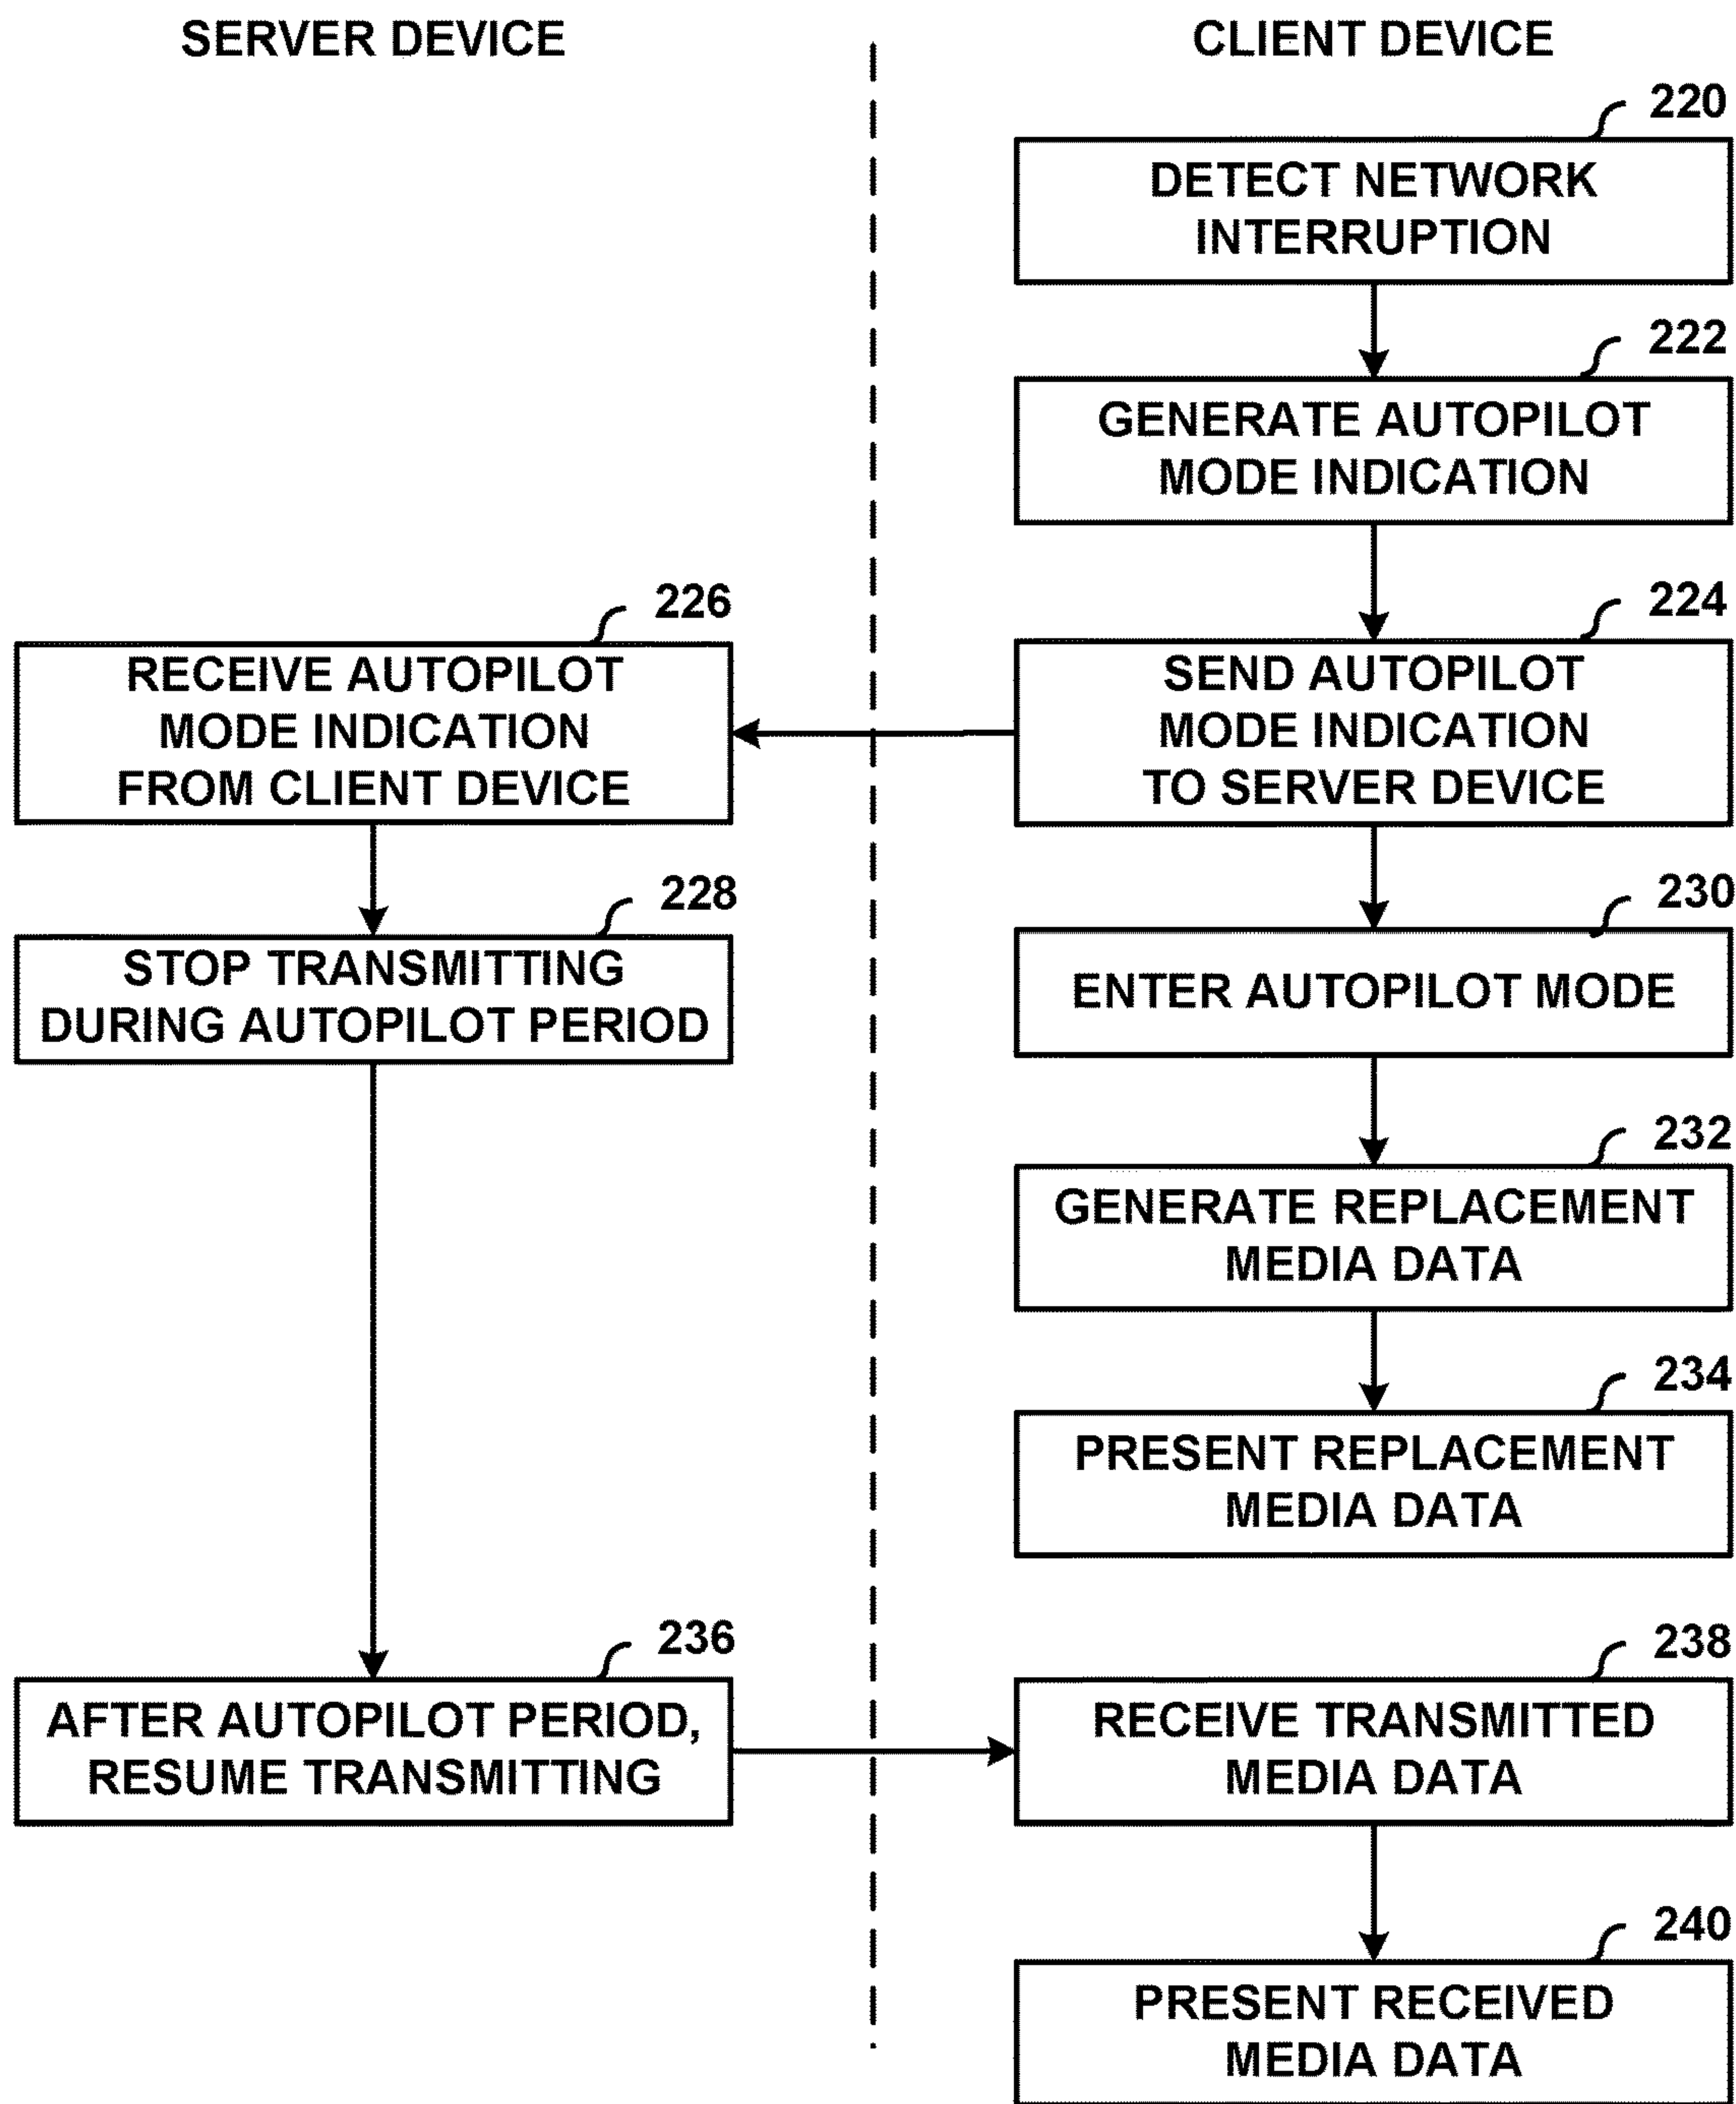 SERVER DEVICE
CLIENT DEVICE
220
DETECT NETWORK
INTERRUPTION
222
GENERATE AUTOPILOT
MODE INDICATION
224
SEND AUTOPILOT
MODE INDICATION
TO SERVER DEVICE
226
RECEIVE AUTOPILOT
MODE INDICATION
FROM CLIENT DEVICE
228
STOP TRANSMITTING
DURING AUTOPILOT PERIOD
230
ENTER AUTOPILOT MODE
232
GENERATE REPLACEMENT
MEDIA DATA
234
PRESENT REPLACEMENT
MEDIA DATA
236
AFTER AUTOPILOT PERIOD,
RESUME TRANSMITTING
238
RECEIVE TRANSMITTED
MEDIA DATA
240
PRESENT RECEIVED
MEDIA DATA